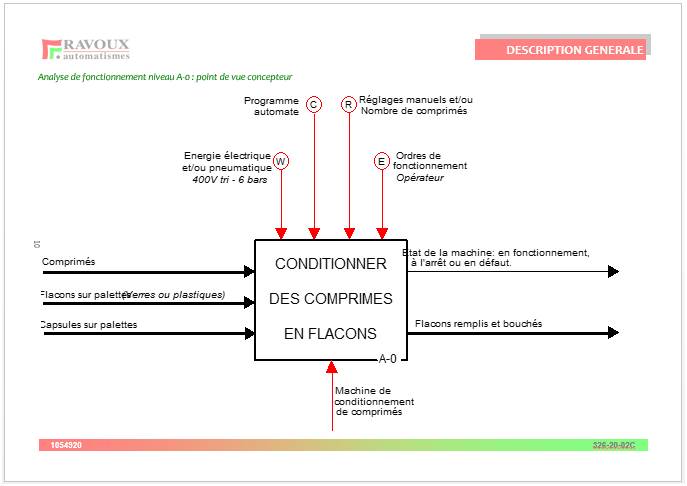 RAVOUX
automatismes
DESCRIPTION GENERALE
Analyse de fonctionnement niveau A-o : point de vue concepteur
Programme
automate
C
R
Réglages manuels et/ou
Nombre de comprimés
Energie électrique
et/ou pneumatique
400V tri - 6 bars
W
E
Ordres de
fonctionnement
Opérateur
10
Comprimés
Flacons sur palettes (Verres ou plastiques)
Capsules sur palettes
CONDITIONNER
DES COMPRIMES
EN FLACONS
A-0
Etat de la machine: en fonctionnement,
à l'arrêt ou en défaut.
Flacons remplis et bouchés
Machine de
conditionnement
de comprimés
1054320
326-20-02C